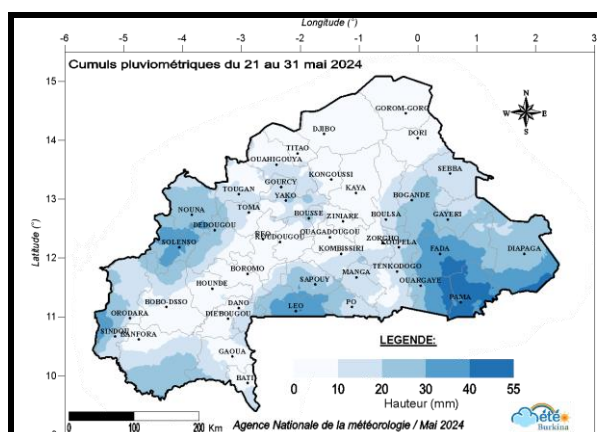 Longitude (°)
-6 -5 -4 -3 -2 -1 0 1 2 3
Cumuls pluviométriques du 21 au 31 mai 2024
15
14
13
12
11
10
Latitude (°)
N
W E
S
GOROM-GORO
DJIBO
DORI
TITAO
OUAHIGOUYA
SEBBA
KONGOUSSI
GOURCY
TOUGAN
YAKO
KAYA
BOGANDE
NOUNA
TOMA
BOUSSE
ZINIARE
BOULSA
GAYERI
DEDOUGOU
REO
KOUDOUGOU
OUAGADOUGOU
ZORGHO
KOUPELA
SOLENSO
KOMBISSIRI
FADA
DIAPAGA
BOROMO
TENKODOGO
MANGA
SAPOUY
HOUNDE
OUARGAYE
BOBO-DSSO
DANO
LEO
PO
PAMA
ORODARA
DIEBOUGOU
SINDOU
BANFORA
GAOUA
BATIE
LEGENDE:
0 10 20 30 40 55
Hauteur (mm)
0 100 200 Km
Agence Nationale de la météorologie / Mai 2024
météo
Burkina